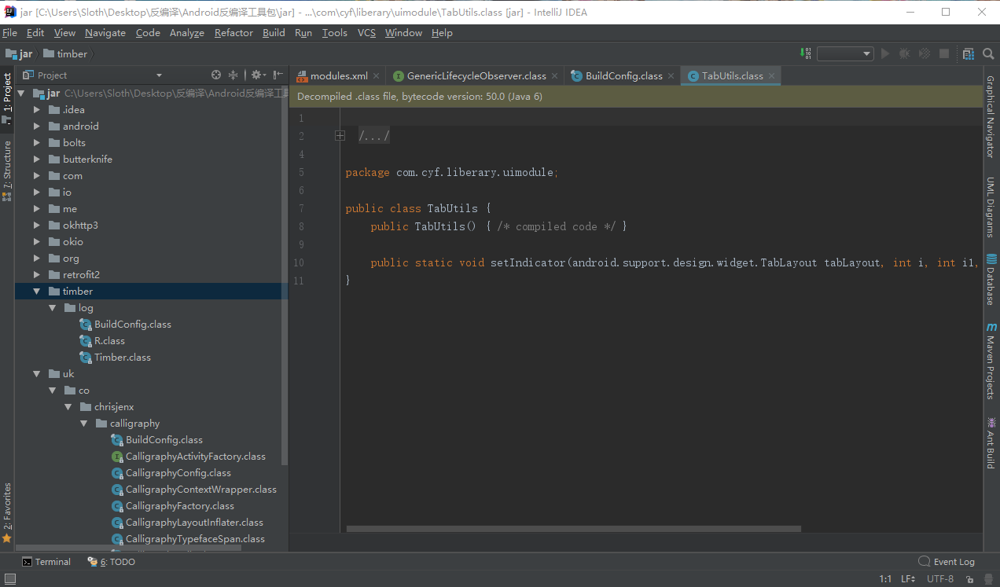 jar [C:\Users\Sloth\Desktop\反编译\Android反编译工具包\jar] - ...\com\cyf\liberary\uimodule\TabUtils.class [jar] - IntelliJ IDEA
File Edit View Navigate Code Analyze Refactor Build Run Tools VCS Window Help
jar timber
Project
modules.xml GenericLifecycleObserver.class BuildConfig.class TabUtils.class
Decompiled .class file, bytecode version: 50.0 (Java 6)
1: Project
7: Structure
2: Favorites
jar C:\Users\Sloth\Desktop\反编译\Android反编译工具
.idea
android
bolts
butterknife
com
io
me
okhttp3
okio
org
retrofit2
timber
log
BuildConfig.class
R.class
Timber.class
uk
co
chrisjenx
calligraphy
BuildConfig.class
CalligraphyActivityFactory.class
CalligraphyConfig.class
CalligraphyContextWrapper.class
CalligraphyFactory.class
CalligraphyLayoutInflater.class
CalligraphyTypefaceSpan.class
1
2 /.../
4
5 package com.cyf.liberary.uimodule;
6
7 public class TabUtils {
8 public TabUtils() { /* compiled code */ }
9
10 public static void setIndicator(android.support.design.widget.TabLayout tabLayout, int i, int i1,
11 }
Graphical Navigator
UML Diagrams
Database
m Maven Projects
Ant Build
Terminal 6: TODO Event Log
1:1 LF UTF-8